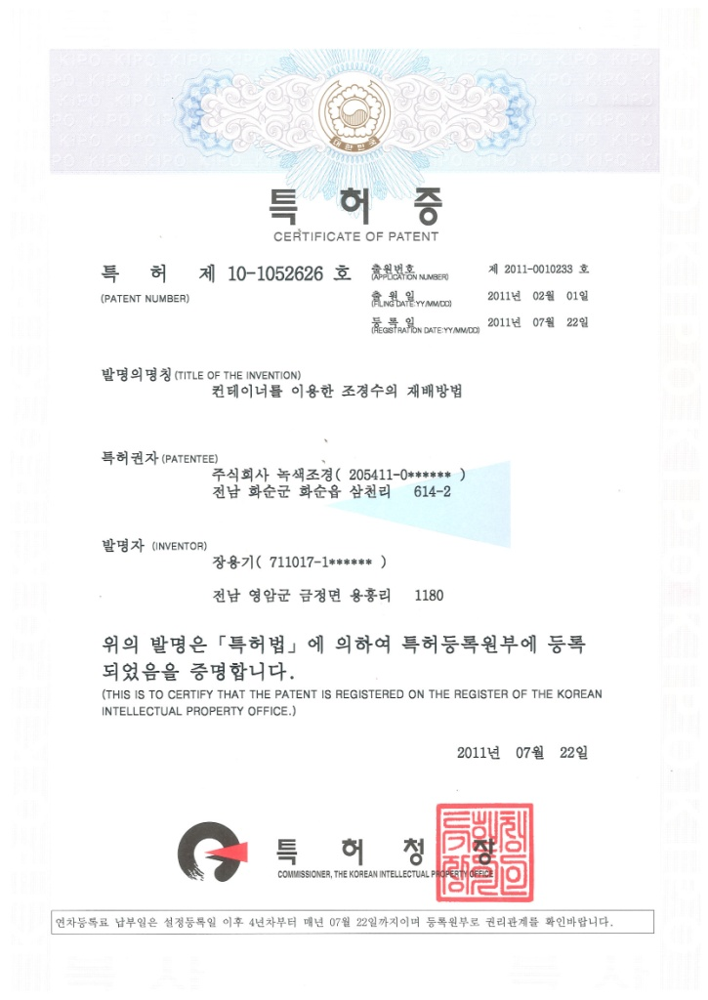 대한민국
특 허 증
CERTIFICATE OF PATENT
특 허 제 10-1052626 호
(PATENT NUMBER)
출원번호 제 2011-0010233 호
(APPLICATION NUMBER)
출 원 일 2011년 02월 01일
(FILING DATE:YY/MM/DD)
등 록 일 2011년 07월 22일
(REGISTRATION DATE:YY/MM/DD)
발명의명칭 (TITLE OF THE INVENTION)
컨테이너를 이용한 조경수의 재배방법
특허권자 (PATENTEE)
주식회사 녹색조경( 205411-0****** )
전남 화순군 화순읍 삼천리 614-2
발명자 (INVENTOR)
장용기( 711017-1****** )
전남 영암군 금정면 용흥리 1180
위의 발명은 「특허법」에 의하여 특허등록원부에 등록
되었음을 증명합니다.
(THIS IS TO CERTIFY THAT THE PATENT IS REGISTERED ON THE REGISTER OF THE KOREAN
INTELLECTUAL PROPERTY OFFICE.)
2011년 07월 22일
특 허 청 장
COMMISSIONER, THE KOREAN INTELLECTUAL PROPERTY OFFICE
연차등록료 납부일은 설정등록일 이후 4년차부터 매년 07월 22일까지이며 등록원부로 권리관계를 확인바랍니다.